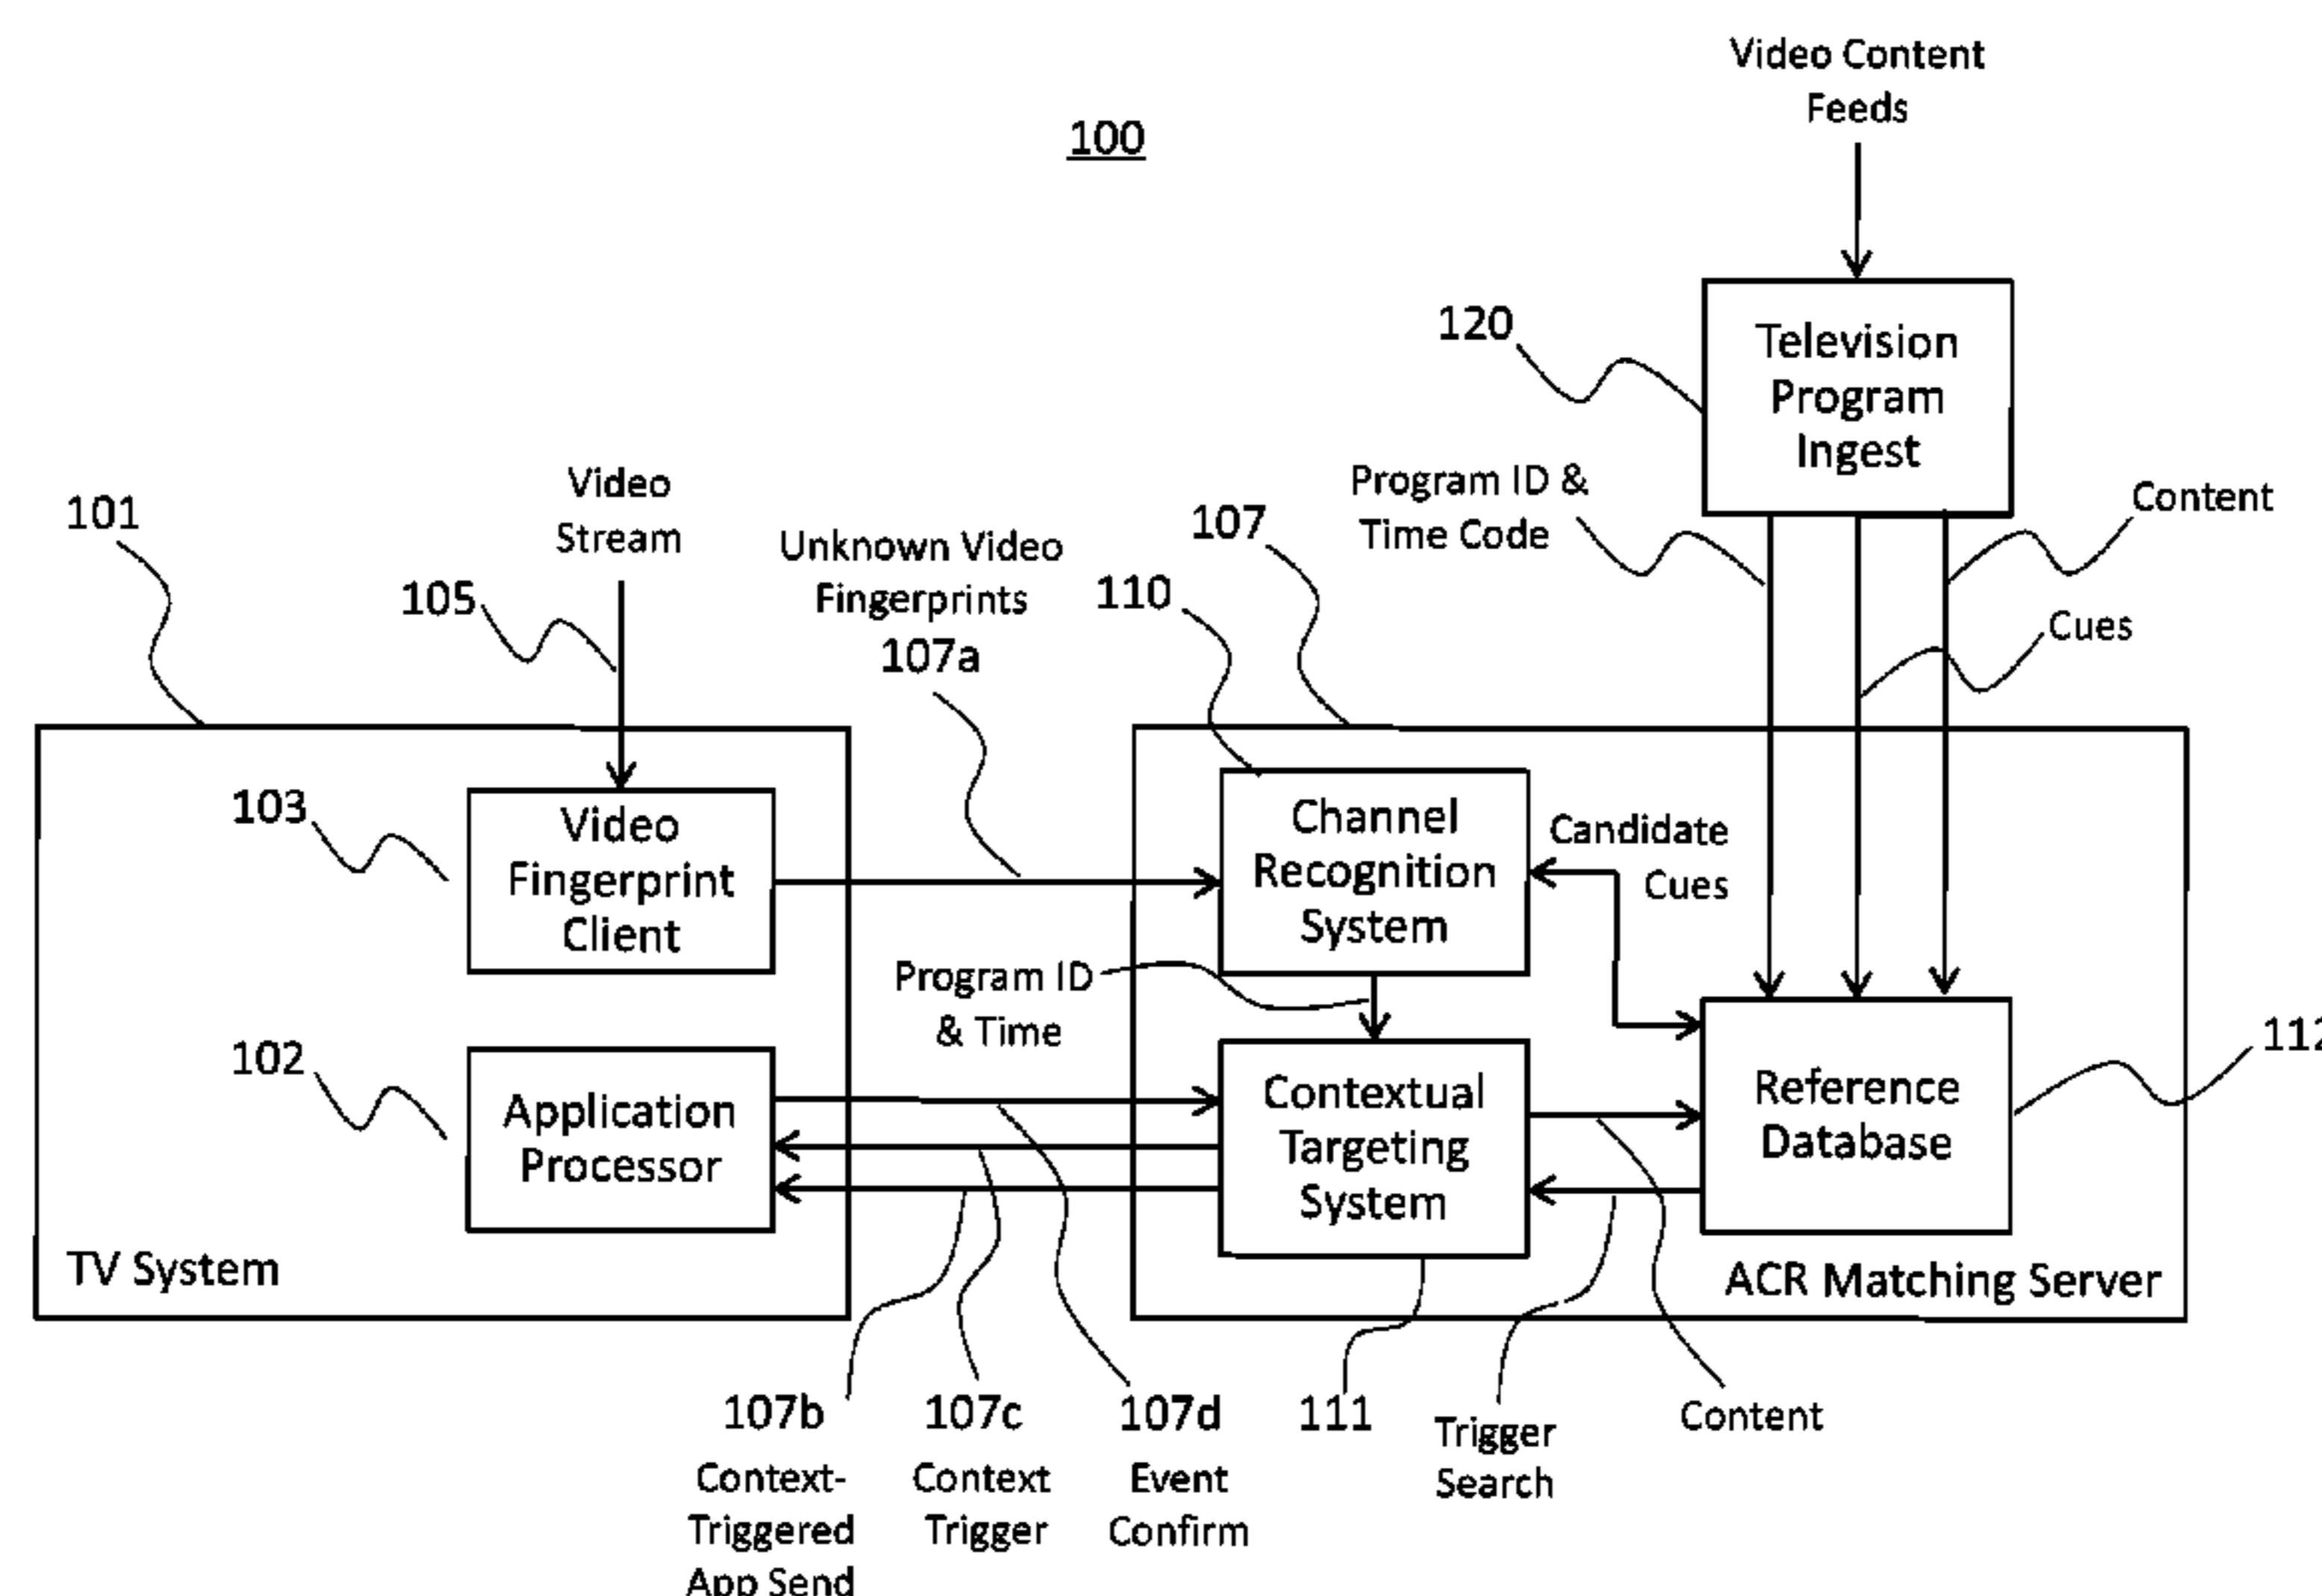 Video Content
Feeds
100
120
Television
Program
Ingest
Program ID &
Time Code
Content
Cues
101
Video
Stream
105
Unknown Video
Fingerprints
107a
107
110
103
Video
Fingerprint
Client
Channel
Recognition
System
Candidate
Cues
Program ID
& Time
102
Application
Processor
Contextual
Targeting
System
Reference
Database
112
TV System
ACR Matching Server
107b
Context-
Triggered
App Send
107c
Context
Trigger
107d
Event
Confirm
111
Trigger
Search
Content